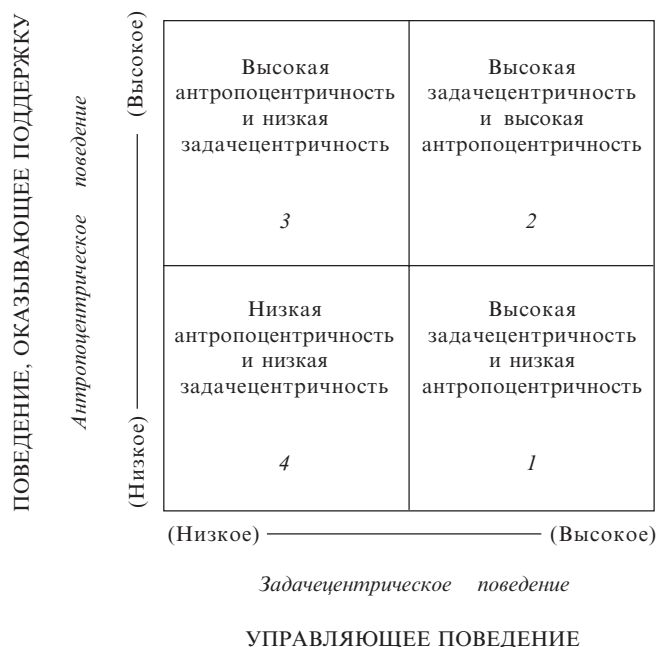 ПОВЕДЕНИЕ, ОКАЗЫВАЮЩЕЕ ПОДДЕРЖКУ
Антропоцентрическое поведение
(Высокое)
(Низкое)
Высокая
антропоцентричность
и низкая
задачецентричность
3
Высокая
задачецентричность
и высокая
антропоцентричность
2
Низкая
антропоцентричность
и низкая
задачецентричность
4
Высокая
задачецентричность
и низкая
антропоцентричность
1
(Низкое)
(Высокое)
Задачецентрическое поведение
УПРАВЛЯЮЩЕЕ ПОВЕДЕНИЕ